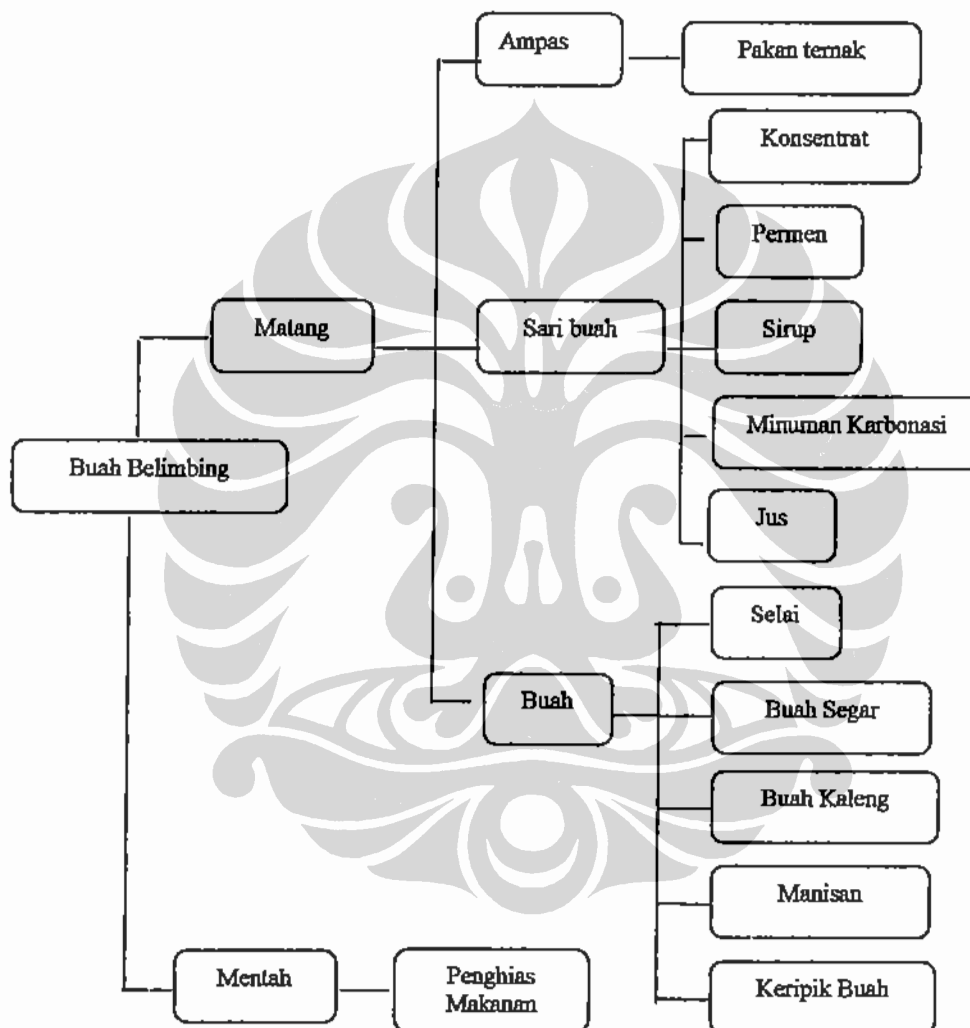 Ampas
Pakan ternak
Konsentrat
Permen
Matang
Sari buah
Sirup
Minuman Karbonasi
Buah Belimbing
Jus
Selai
Buah
Buah Segar
Buah Kaleng
Manisan
Mentah
Penghias
Makanan
Keripik Buah